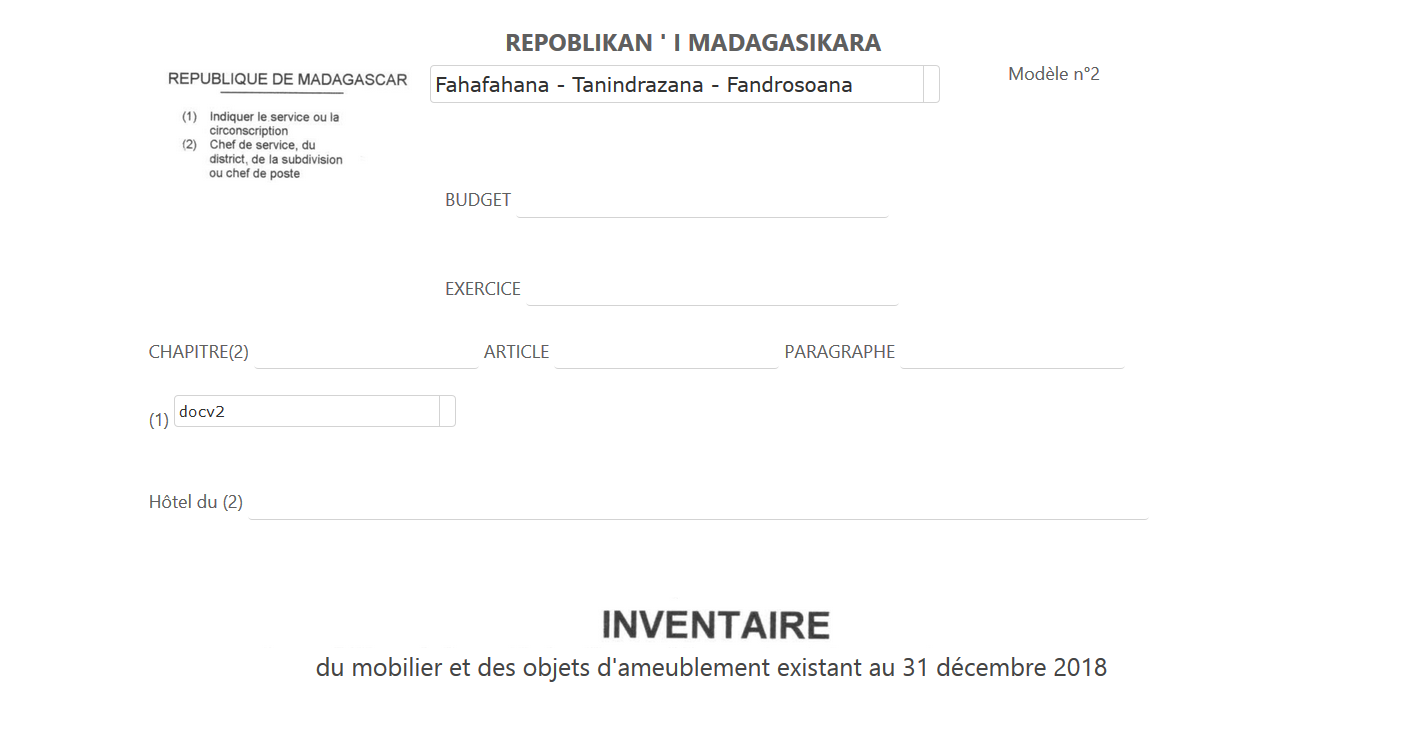 REPOBLIKAN ' I MADAGASIKARA
REPUBLIQUE DE MADAGASCAR
Fahafahana - Tanindrazana - Fandrosoana
Modèle n°2
(1) Indiquer le service ou la
circonscription
(2) Chef de service, du
district, de la subdivision
ou chef de poste
BUDGET
EXERCICE
CHAPITRE(2) ARTICLE PARAGRAPHE
(1) docv2
Hôtel du (2)
INVENTAIRE
du mobilier et des objets d'ameublement existant au 31 décembre 2018